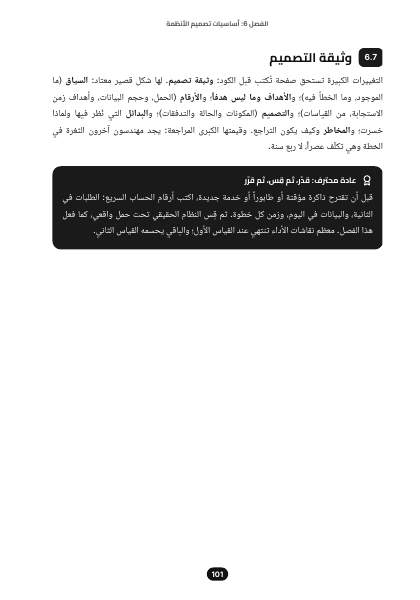 الفصل 6: أساسيات تصميم الأنظمة
6.7 وثيقة التصميم
التغييرات الكبيرة تستحق صفحة تُكتب قبل الكود: وثيقة تصميم. لها شكل قصير معتاد: السياق (ما
الموجود، وما الخطأ فيه)؛ والأهداف وما ليس هدفاً؛ والأرقام (الحمل، وحجم البيانات، وأهداف زمن
الاستجابة، من القياسات)؛ والتصميم (المكونات والحالة والتدفقات)؛ والبدائل التي نُظر فيها ولماذا
خسرت؛ والمخاطر وكيف يكون التراجع. وقيمتها الكبرى المراجعة: يجد مهندسون آخرون الثغرة في
الخطة وهي تكلّف عصراً، لا ربع سنة.
عادة محترف: قدّر، ثم قِس، ثم قرّر
قبل أن تقترح ذاكرة مؤقتة أو طابوراً أو خدمة جديدة، اكتب أرقام الحساب السريع: الطلبات في
الثانية، والبيانات في اليوم، وزمن كل خطوة. ثم قِس النظام الحقيقي تحت حمل واقعي، كما فعل
هذا الفصل. معظم نقاشات الأداء تنتهي عند القياس الأول؛ والباقي يحسمه القياس الثاني.
101